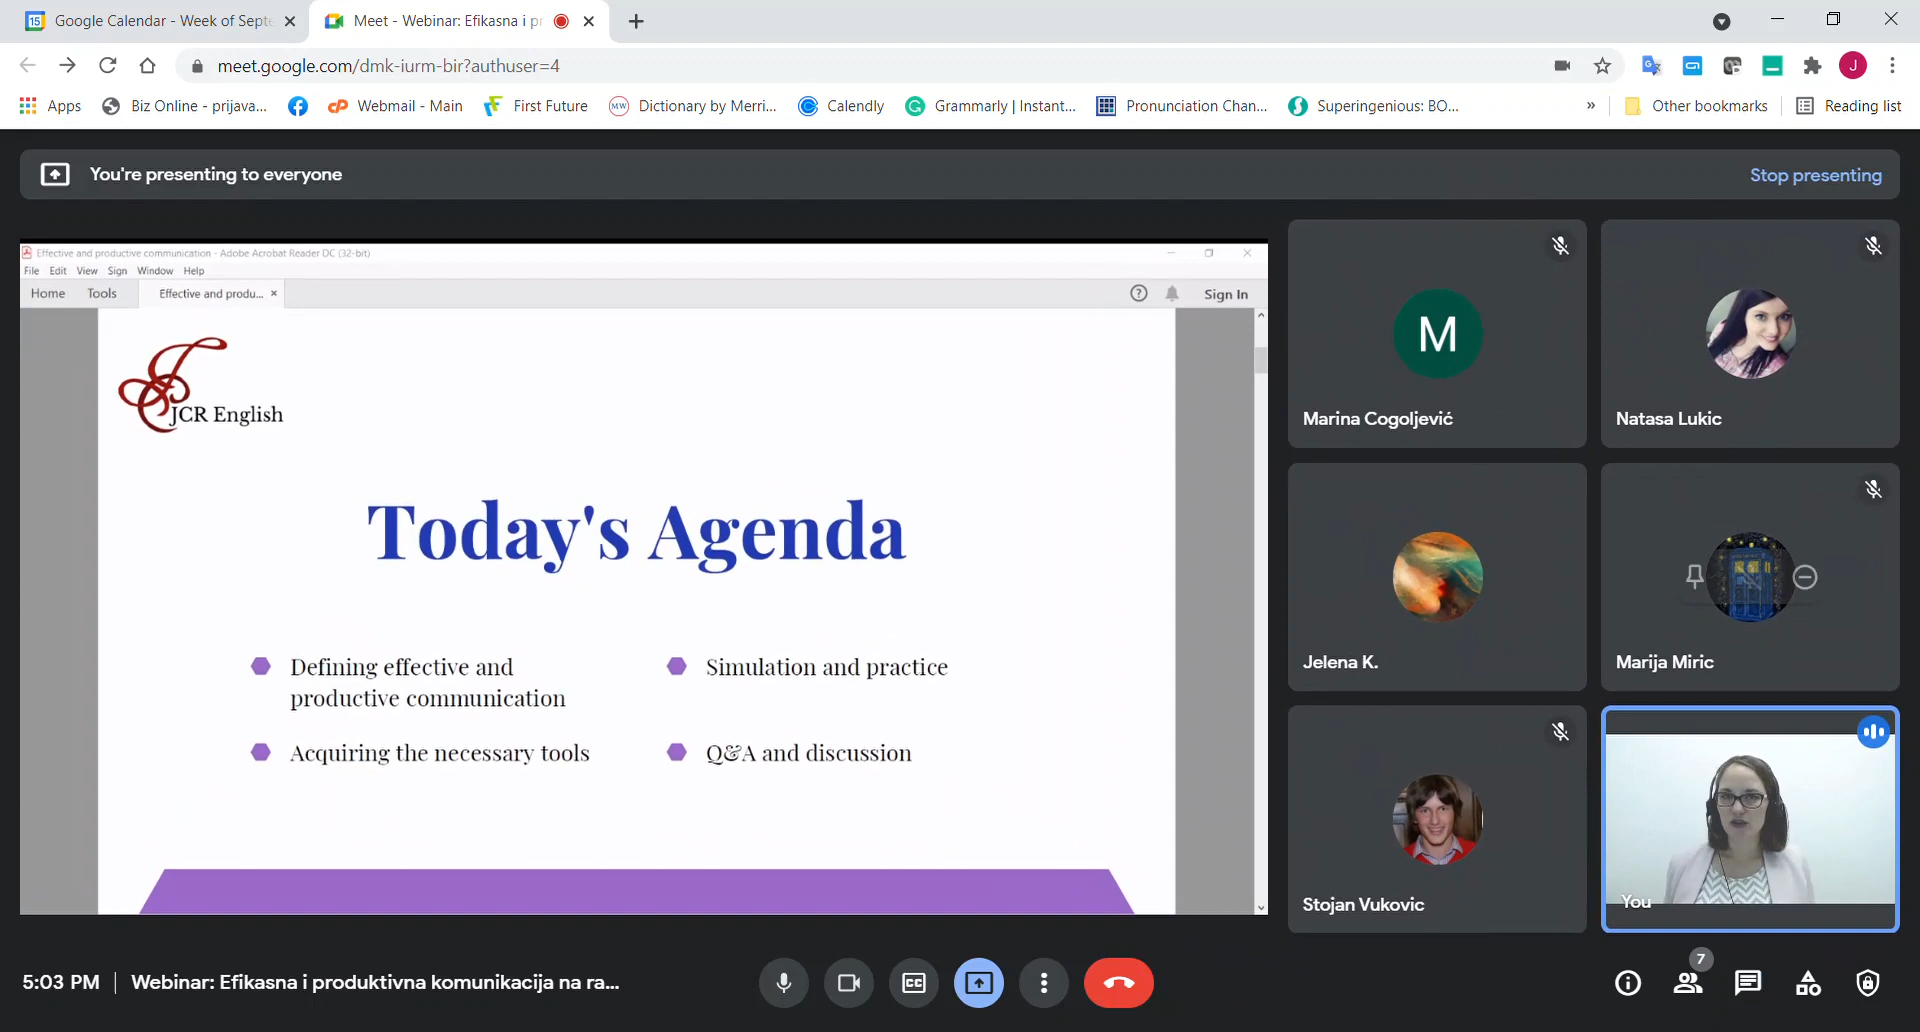 15 Google Calendar - Week of Septe
Meet - Webinar: Efikasna i pr
meet.google.com/dmk-iurm-bir?authuser=4
J
Apps
Biz Online - prijava...
Webmail - Main
First Future
MW Dictionary by Merri...
Calendly
Grammarly | Instant...
Pronunciation Chan...
Superingenious: BO...
»
Other bookmarks
Reading list
You're presenting to everyone
Stop presenting
Effective and productive communication - Adobe Acrobat Reader DC (32-bit)
File Edit View Sign Window Help
Home Tools Effective and produ... Sign In
JCR English
Today's Agenda
Defining effective and
productive communication
Acquiring the necessary tools
Simulation and practice
Q&A and discussion
M
Marina Cogoljević
Natasa Lukic
Jelena K.
Marija Miric
Stojan Vukovic
You
5:03 PM | Webinar: Efikasna i produktivna komunikacija na ra...
CC
7